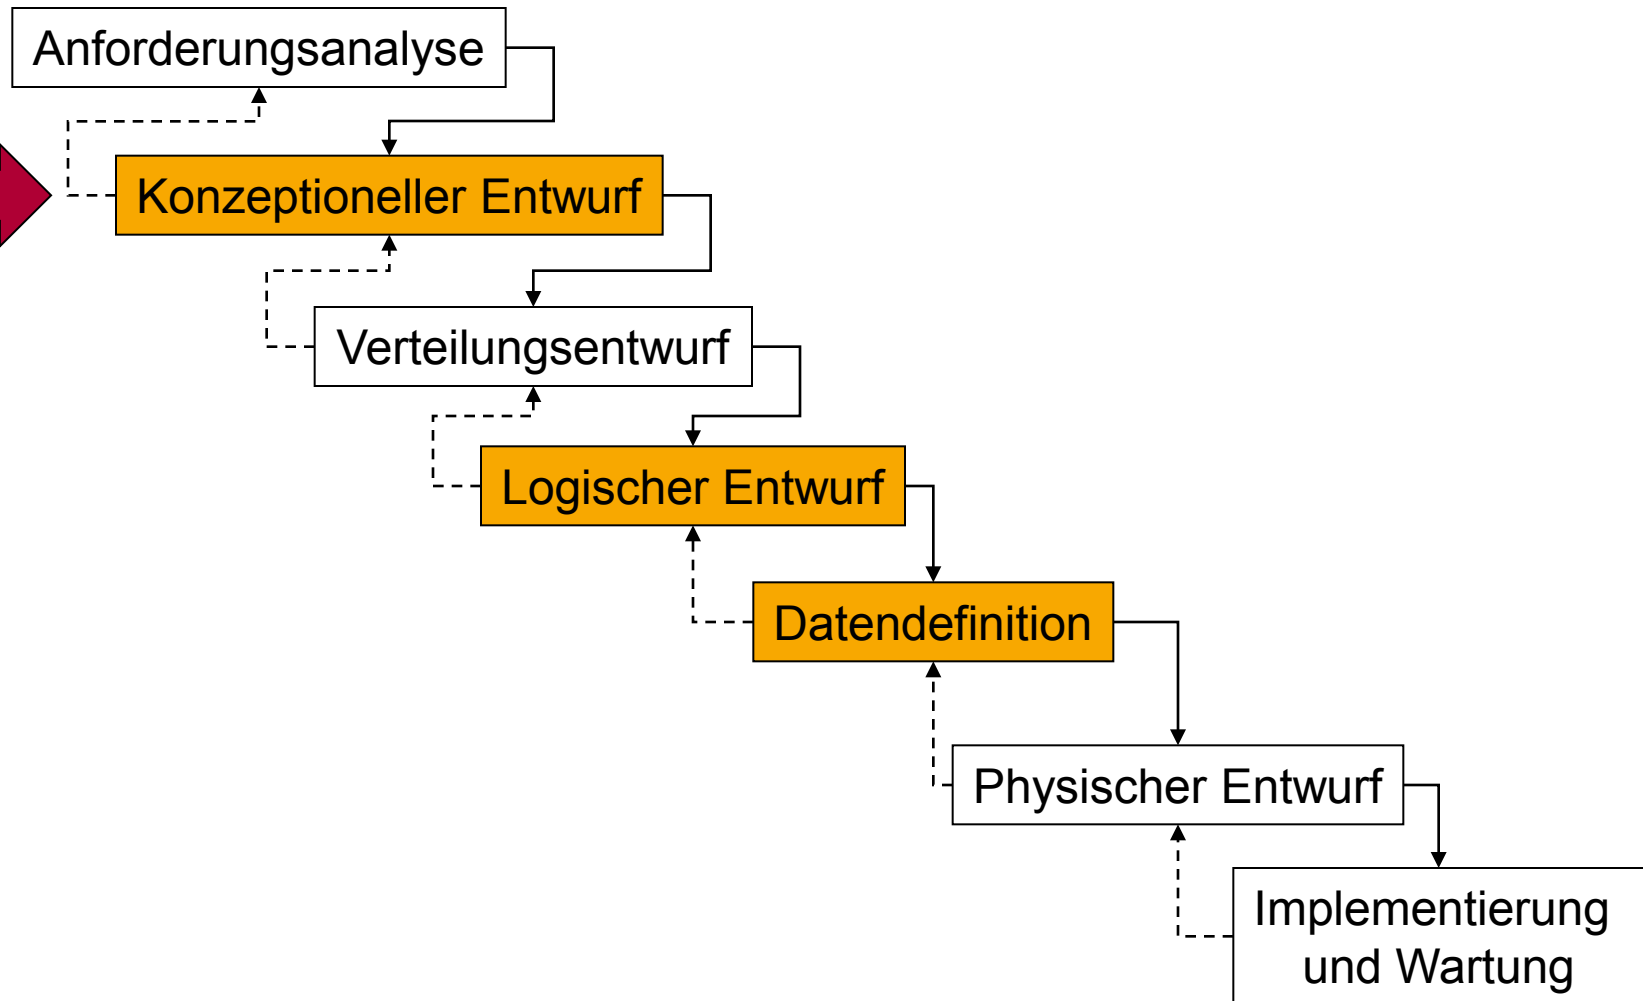 Anforderungsanalyse
Konzeptioneller Entwurf
Verteilungsentwurf
Logischer Entwurf
Datendefinition
Physischer Entwurf
Implementierung
und Wartung